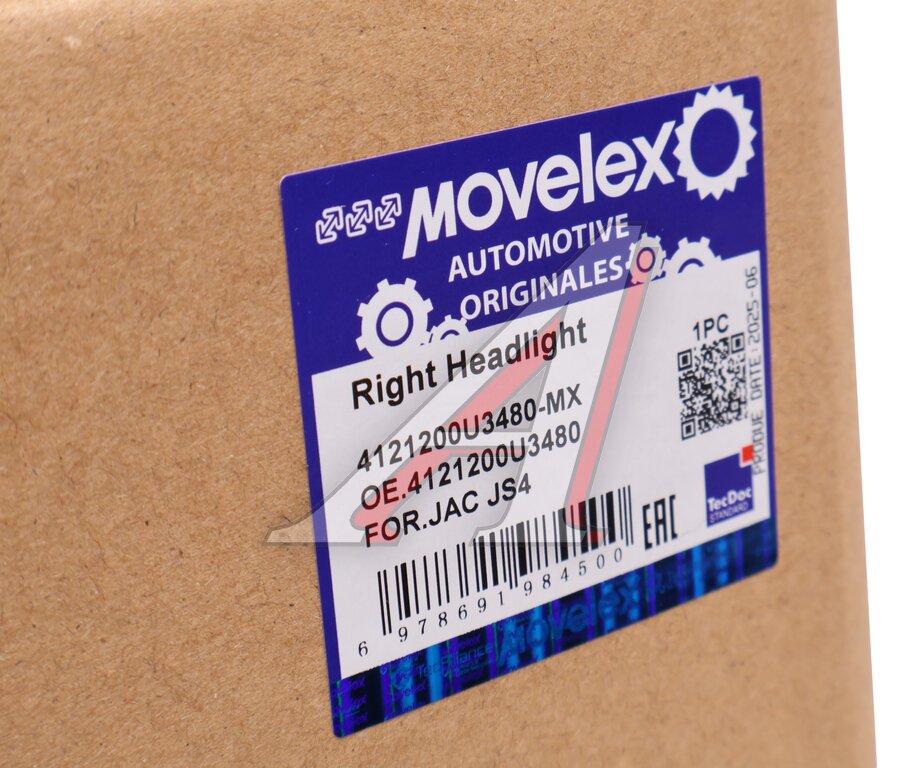 MOVelex
AUTOMOTIVE
ORIGINALES
Right Headlight
4121200U3480-MX
OE.4121200U3480
FOR.JAC JS4
1PC
PRODUE DATE:2025-06
TecDoc
STANDARD
EAC
6 978691 984500
MOVelex